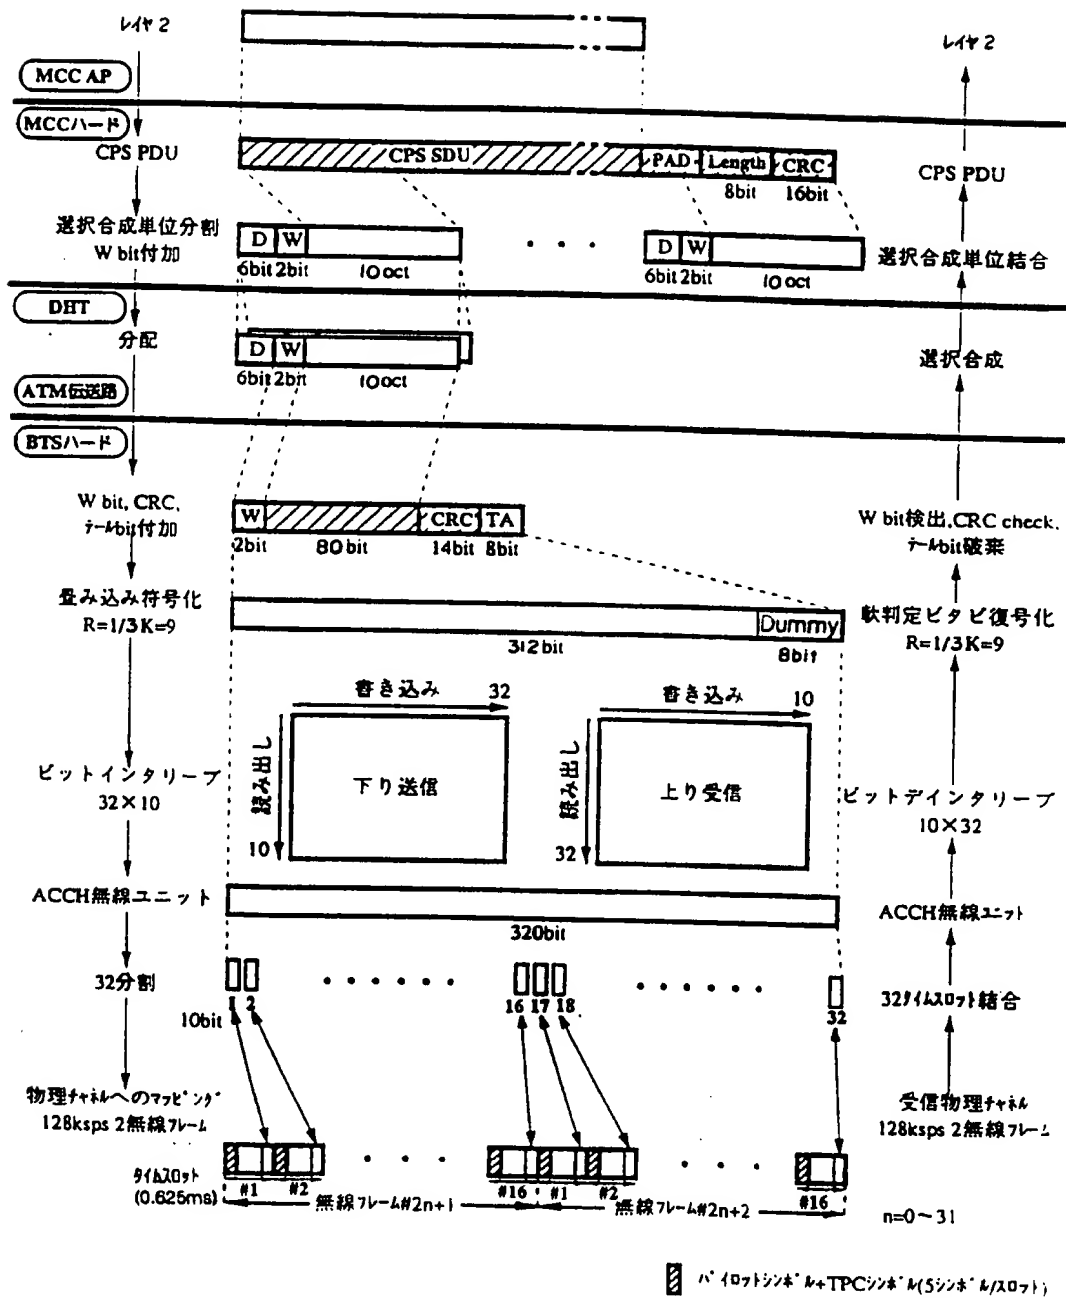 レイヤ 2
レイヤ 2
MCC AP
MCCハード
CPS PDU
CPS SDU
PAD
Length
CRC
8bit
16bit
CPS PDU
選択合成単位分割
W bit付加
D
W
6bit
2bit
10 oct
D
W
6bit
2bit
10 oct
選択合成単位結合
DHT
分配
D
W
6bit
2bit
10 oct
選択合成
ATM伝送路
BTSハード
W bit, CRC,
テールbit付加
W
CRC
TA
2bit
80 bit
14bit
8bit
W bit検出,CRC check,
テールbit破棄
畳み込み符号化
R=1/3 K=9
Dummy
312bit
8bit
軟判定ビタビ復号化
R=1/3 K=9
書き込み
32
読み出し
10
下り送信
書き込み
10
読み出し
32
上り受信
ビットインタリーブ
32×10
ビットデインタリーブ
10×32
ACCH無線ユニット
320bit
ACCH無線ユニット
32分割
1
2
16
17
18
32
10bit
32タイムスロット結合
物理チャネルへのマッピング
128ksps 2無線フレーム
受信物理チャネル
128ksps 2無線フレーム
タイムスロット
(0.625ms)
#1
#2
#16
#1
#2
#16
無線フレーム#2n+1
無線フレーム#2n+2
n=0～31
パイロットシンボル+TPCシンボル(5シンボル/スロット)